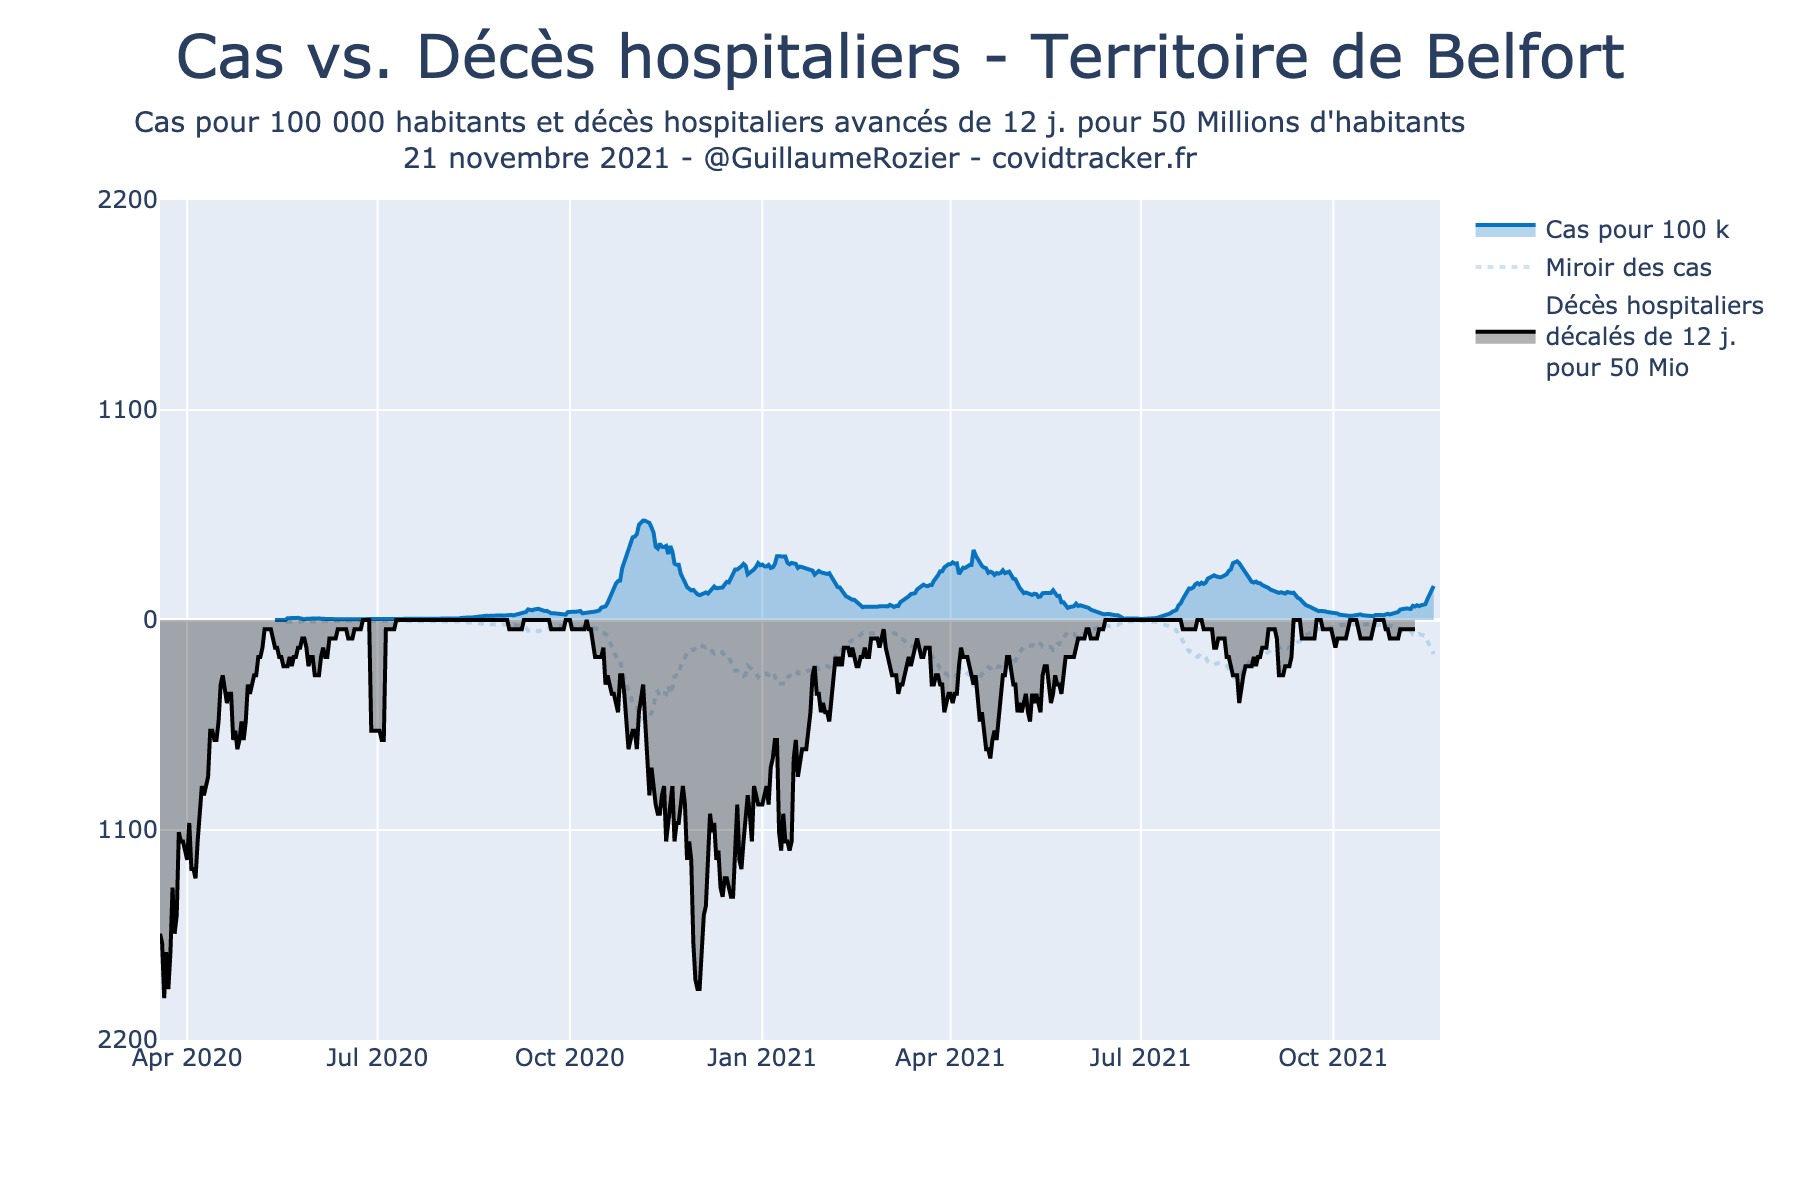 Cas vs. Décès hospitaliers - Territoire de Belfort
Cas pour 100 000 habitants et décès hospitaliers avancés de 12 j. pour 50 Millions d'habitants
21 novembre 2021 - @GuillaumeRozier - covidtracker.fr
2200
1100
0
1100
2200
Apr 2020
Jul 2020
Oct 2020
Jan 2021
Apr 2021
Jul 2021
Oct 2021
Cas pour 100 k
Miroir des cas
Décès hospitaliers
décalés de 12 j.
pour 50 Mio